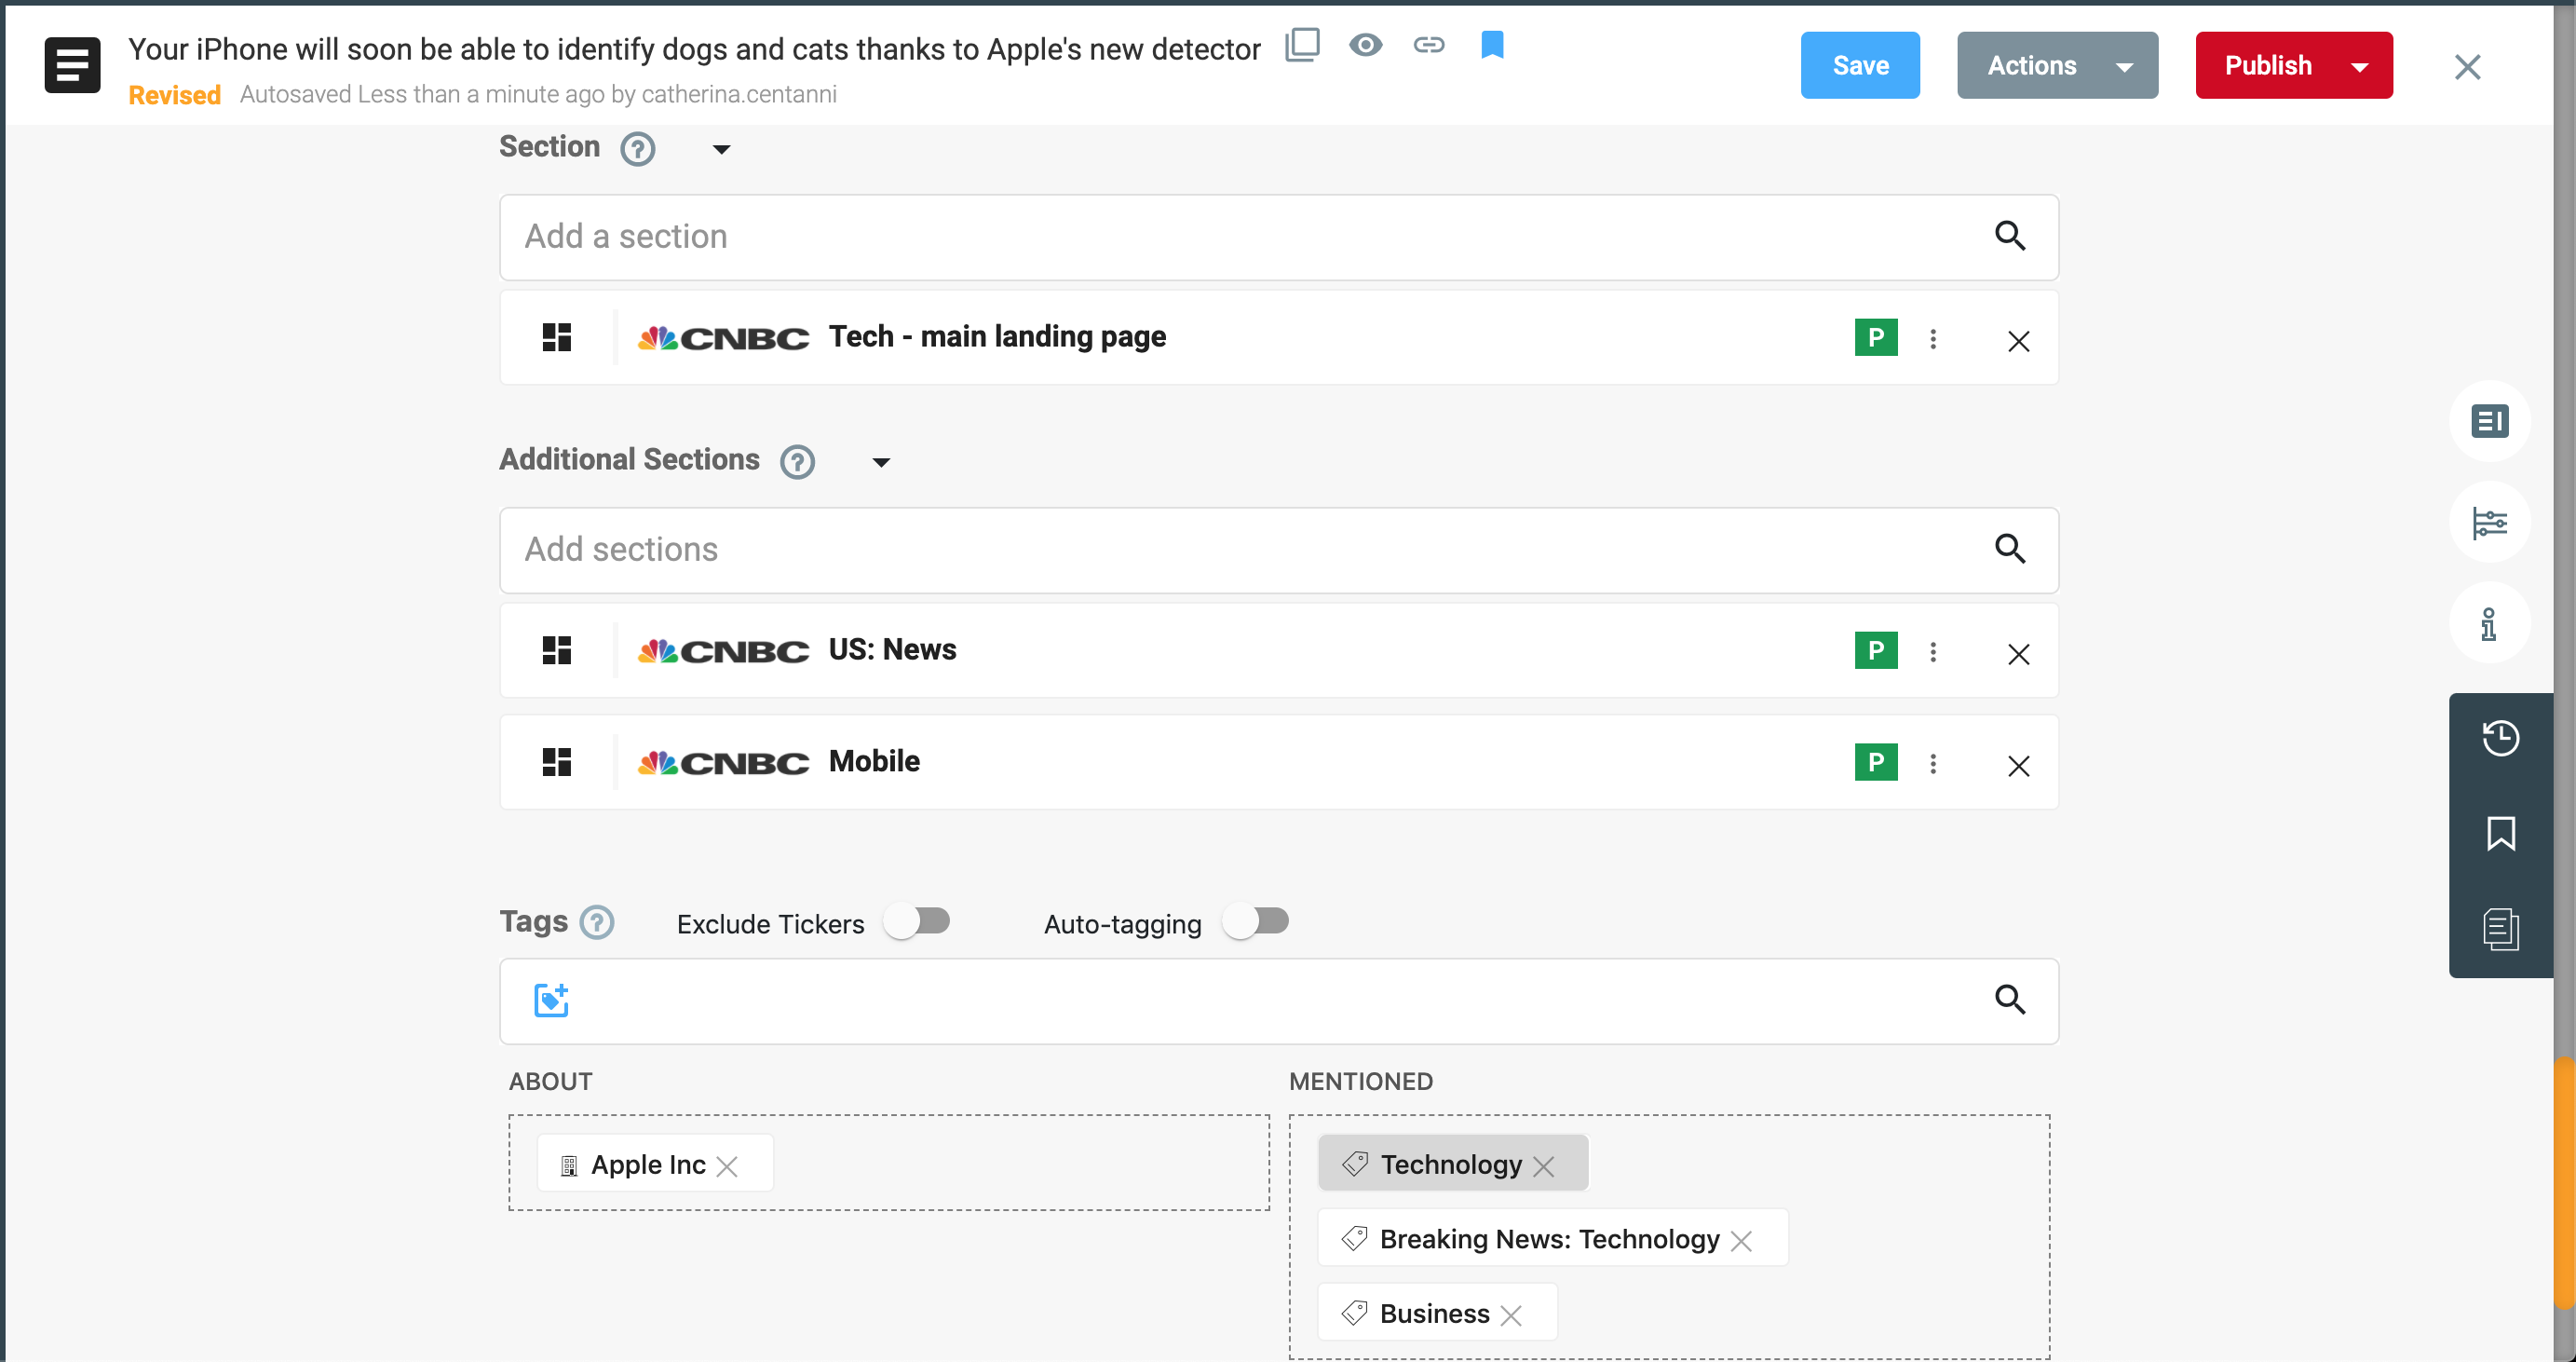 Your iPhone will soon be able to identify dogs and cats thanks to Apple's new detector
Revised Autosaved Less than a minute ago by catherina.centanni
Save
Actions
Publish
Section ?
Add a section
CNBC Tech - main landing page P
Additional Sections ?
Add sections
CNBC US: News P
CNBC Mobile P
Tags ? Exclude Tickers Auto-tagging
ABOUT
Apple Inc
MENTIONED
Technology
Breaking News: Technology
Business